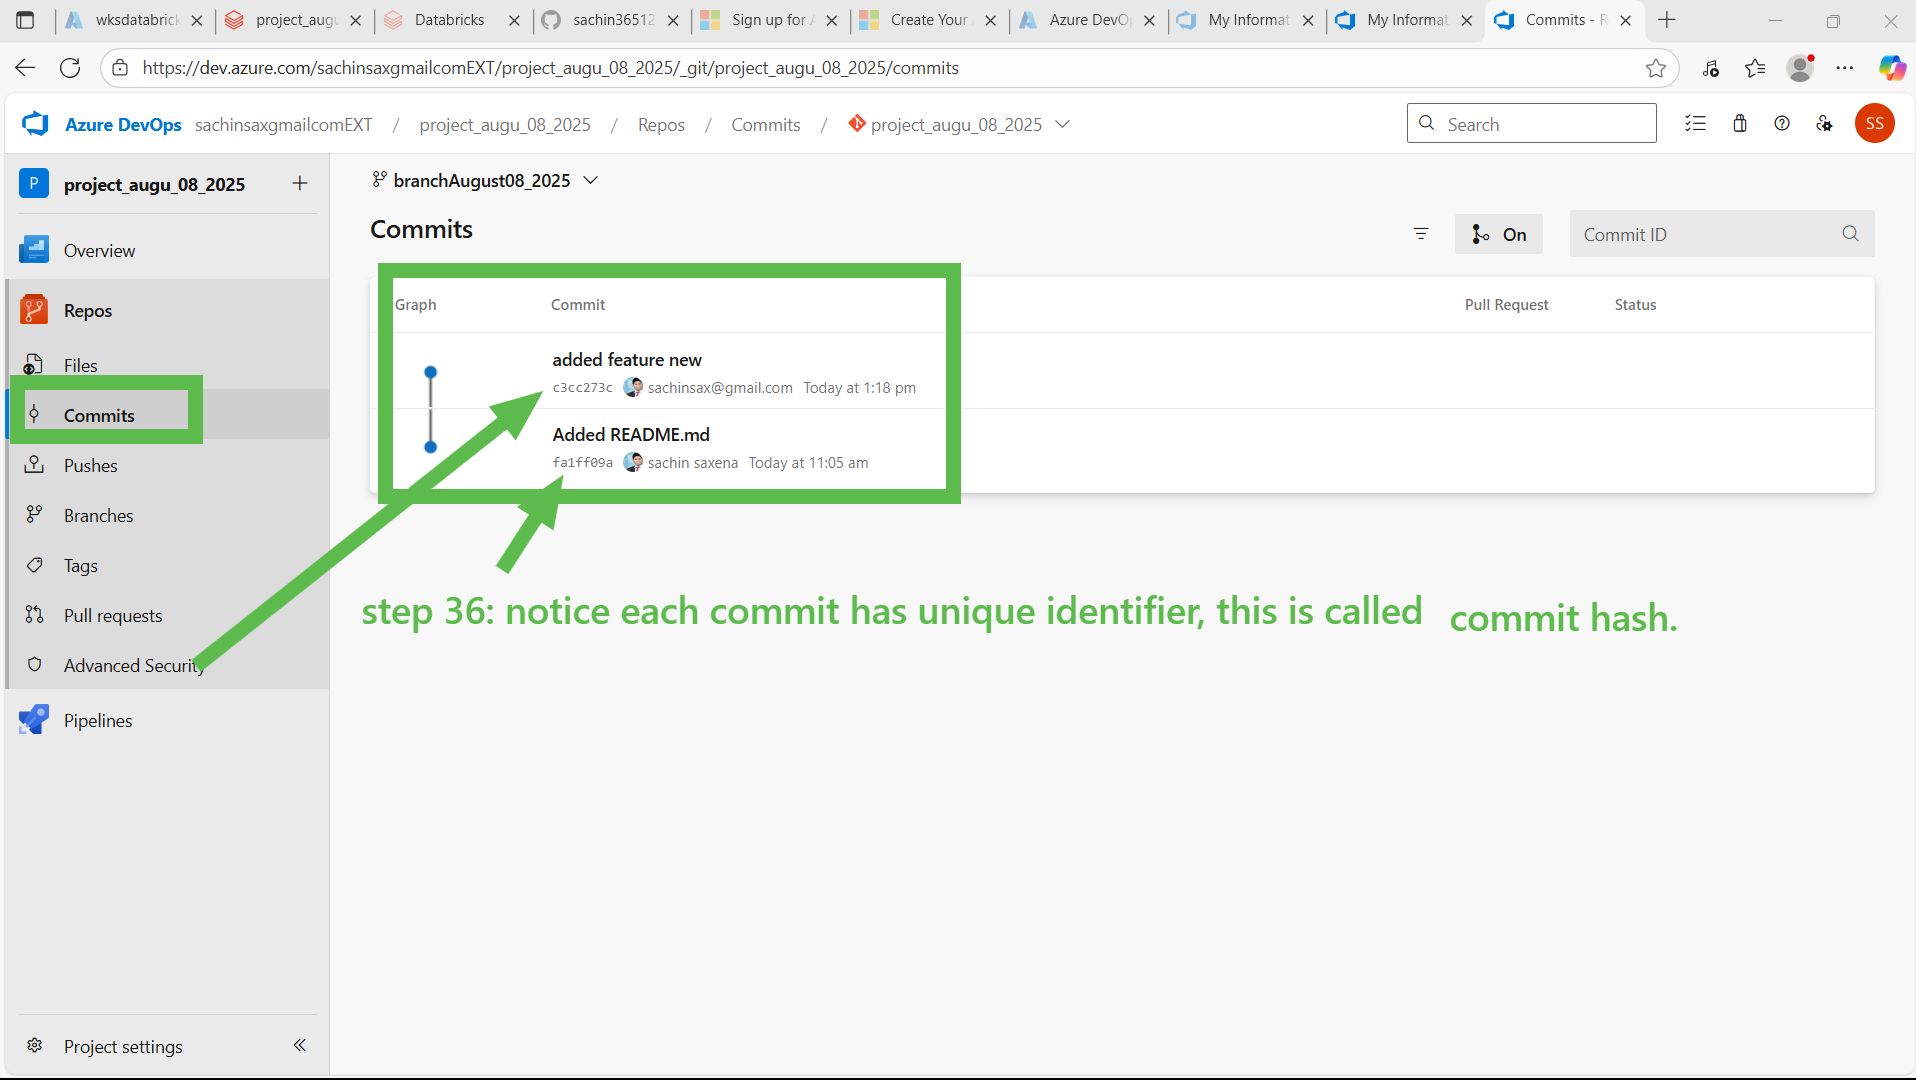 wksdatabrick
project_augu
Databricks
sachin36512
Sign up for A
Create Your A
Azure DevO
My Informat
My Informat
Commits - R
https://dev.azure.com/sachinsaxgmailcomEXT/project_augu_08_2025/_git/project_augu_08_2025/commits
Azure DevOps sachinsaxgmailcomEXT / project_augu_08_2025 / Repos / Commits / project_augu_08_2025
Search
SS
P project_augu_08_2025 +
branchAugust08_2025
Commits
On
Commit ID
Overview
Repos
Files
Commits
Pushes
Branches
Tags
Pull requests
Advanced Security
Pipelines
Project settings
Graph Commit Pull Request Status
added feature new
c3cc273c sachinsax@gmail.com Today at 1:18 pm
Added README.md
fa1ff09a sachin saxena Today at 11:05 am
step 36: notice each commit has unique identifier, this is called commit hash.